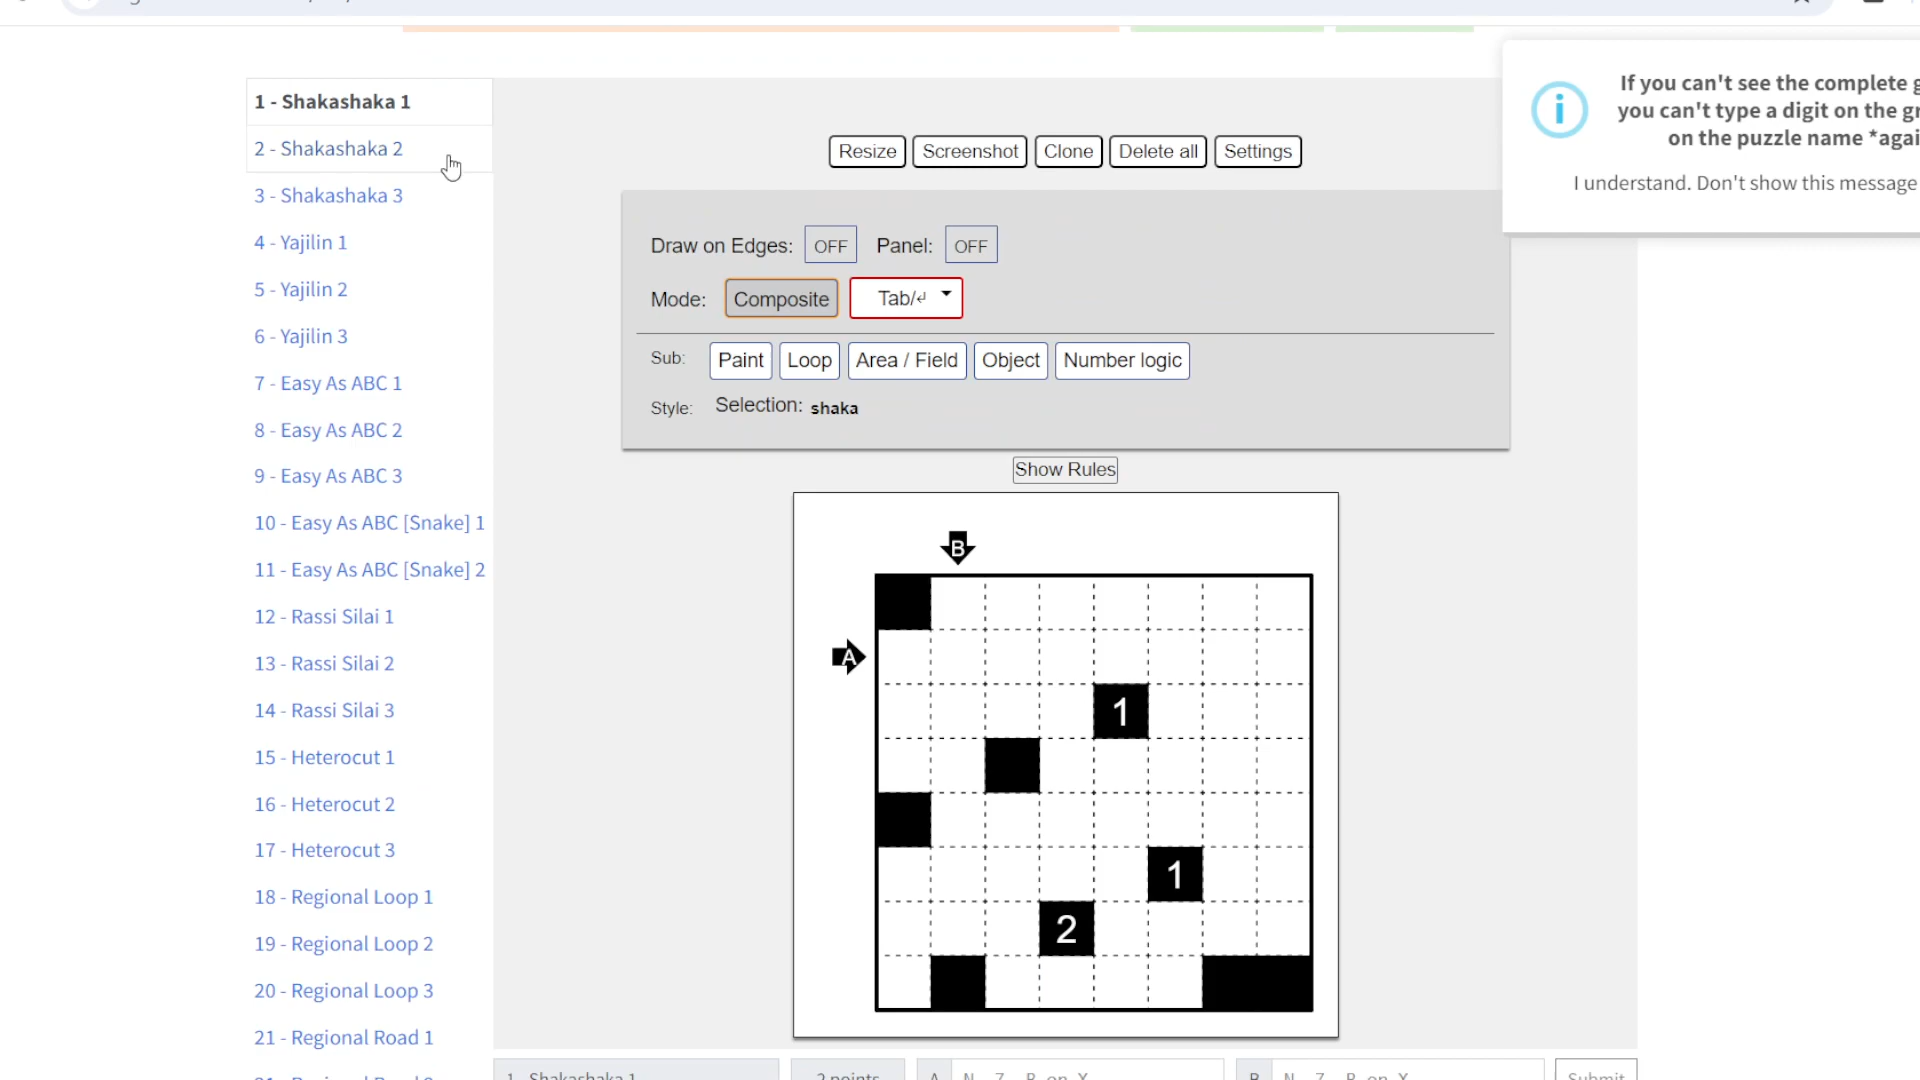 1 - Shakashaka 1
2 - Shakashaka 2
3 - Shakashaka 3
4 - Yajilin 1
5 - Yajilin 2
6 - Yajilin 3
7 - Easy As ABC 1
8 - Easy As ABC 2
9 - Easy As ABC 3
10 - Easy As ABC [Snake] 1
11 - Easy As ABC [Snake] 2
12 - Rassi Silai 1
13 - Rassi Silai 2
14 - Rassi Silai 3
15 - Heterocut 1
16 - Heterocut 2
17 - Heterocut 3
18 - Regional Loop 1
19 - Regional Loop 2
20 - Regional Loop 3
21 - Regional Road 1
Resize Screenshot Clone Delete all Settings
Draw on Edges: OFF Panel: OFF
Mode: Composite Tab/↵
Sub: Paint Loop Area / Field Object Number logic
Style: Selection: shaka
Show Rules
B
A
1
1
2
If you can't see the complete
you can't type a digit on the
on the puzzle name
I understand. Don't show this message
1 - Shakashaka 1 2 points A B Submit